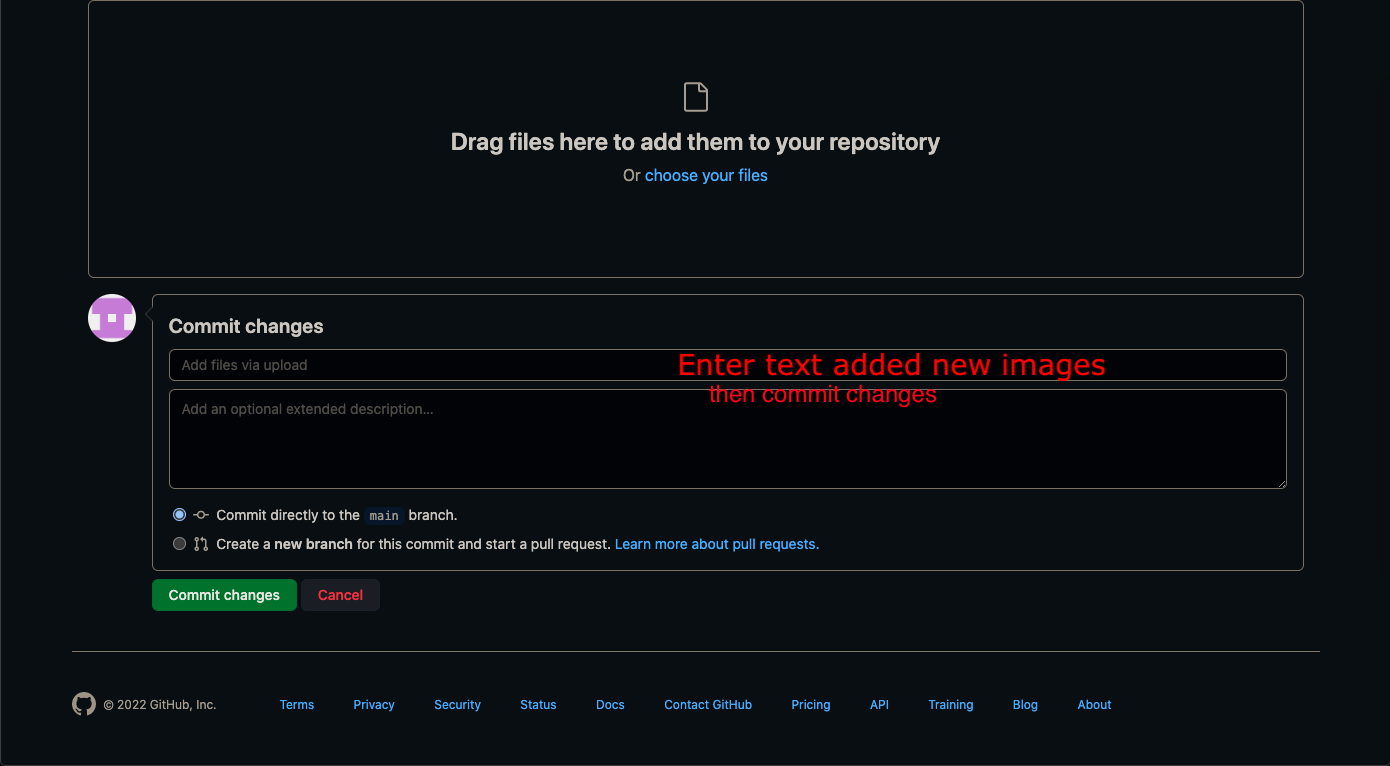 Drag files here to add them to your repository
Or choose your files
Commit changes
Add files via upload
Enter text added new images
then commit changes
Add an optional extended description...
Commit directly to the main branch.
Create a new branch for this commit and start a pull request. Learn more about pull requests.
Commit changes Cancel
© 2022 GitHub, Inc. Terms Privacy Security Status Docs Contact GitHub Pricing API Training Blog About